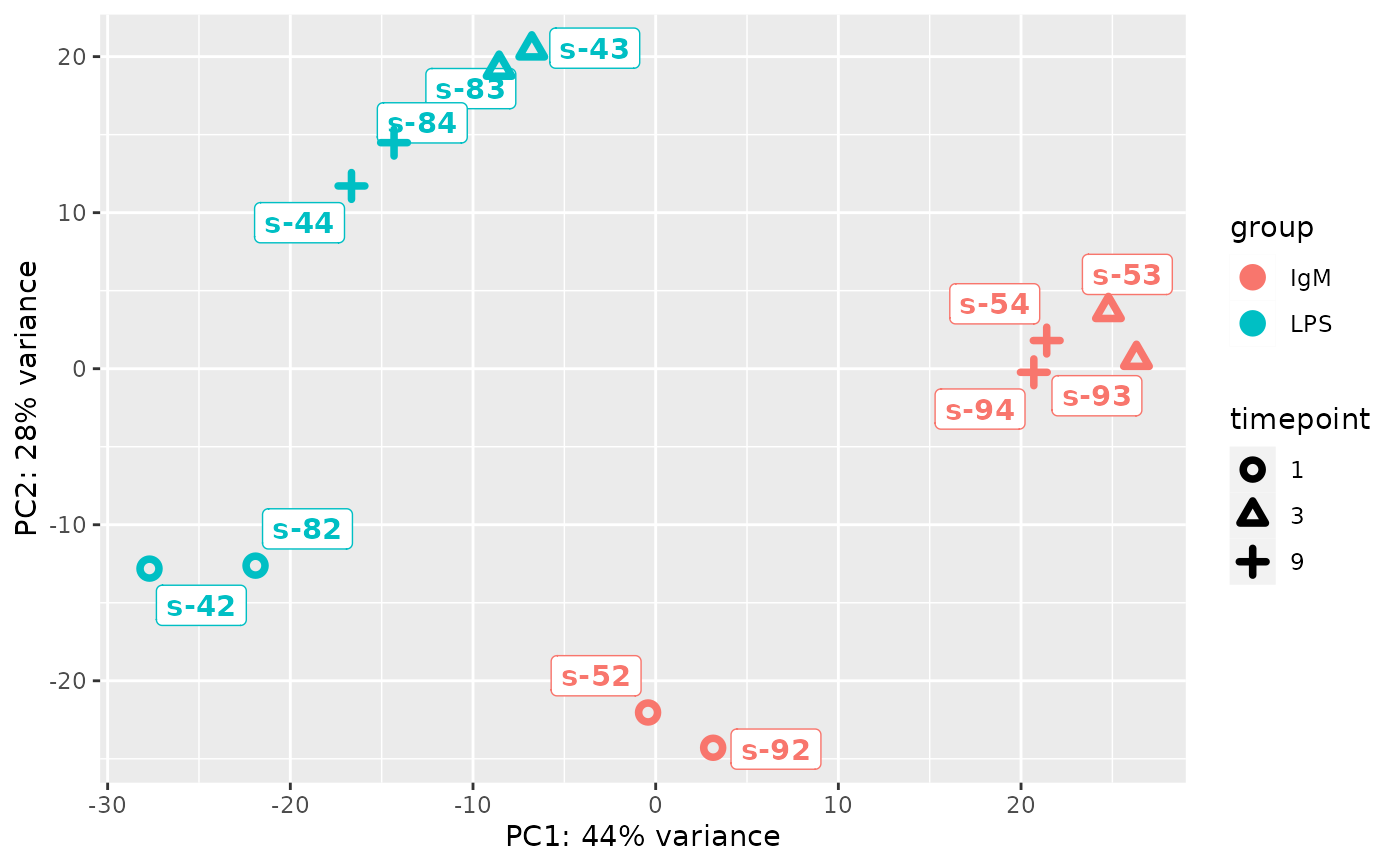 20
10
0
-10
-20
PC2: 28% variance
s-43
s-83
s-84
s-44
s-53
s-54
s-93
s-94
s-82
s-42
s-52
s-92
-30
-20
-10
0
10
20
PC1: 44% variance
group
IgM
LPS
timepoint
1
3
9